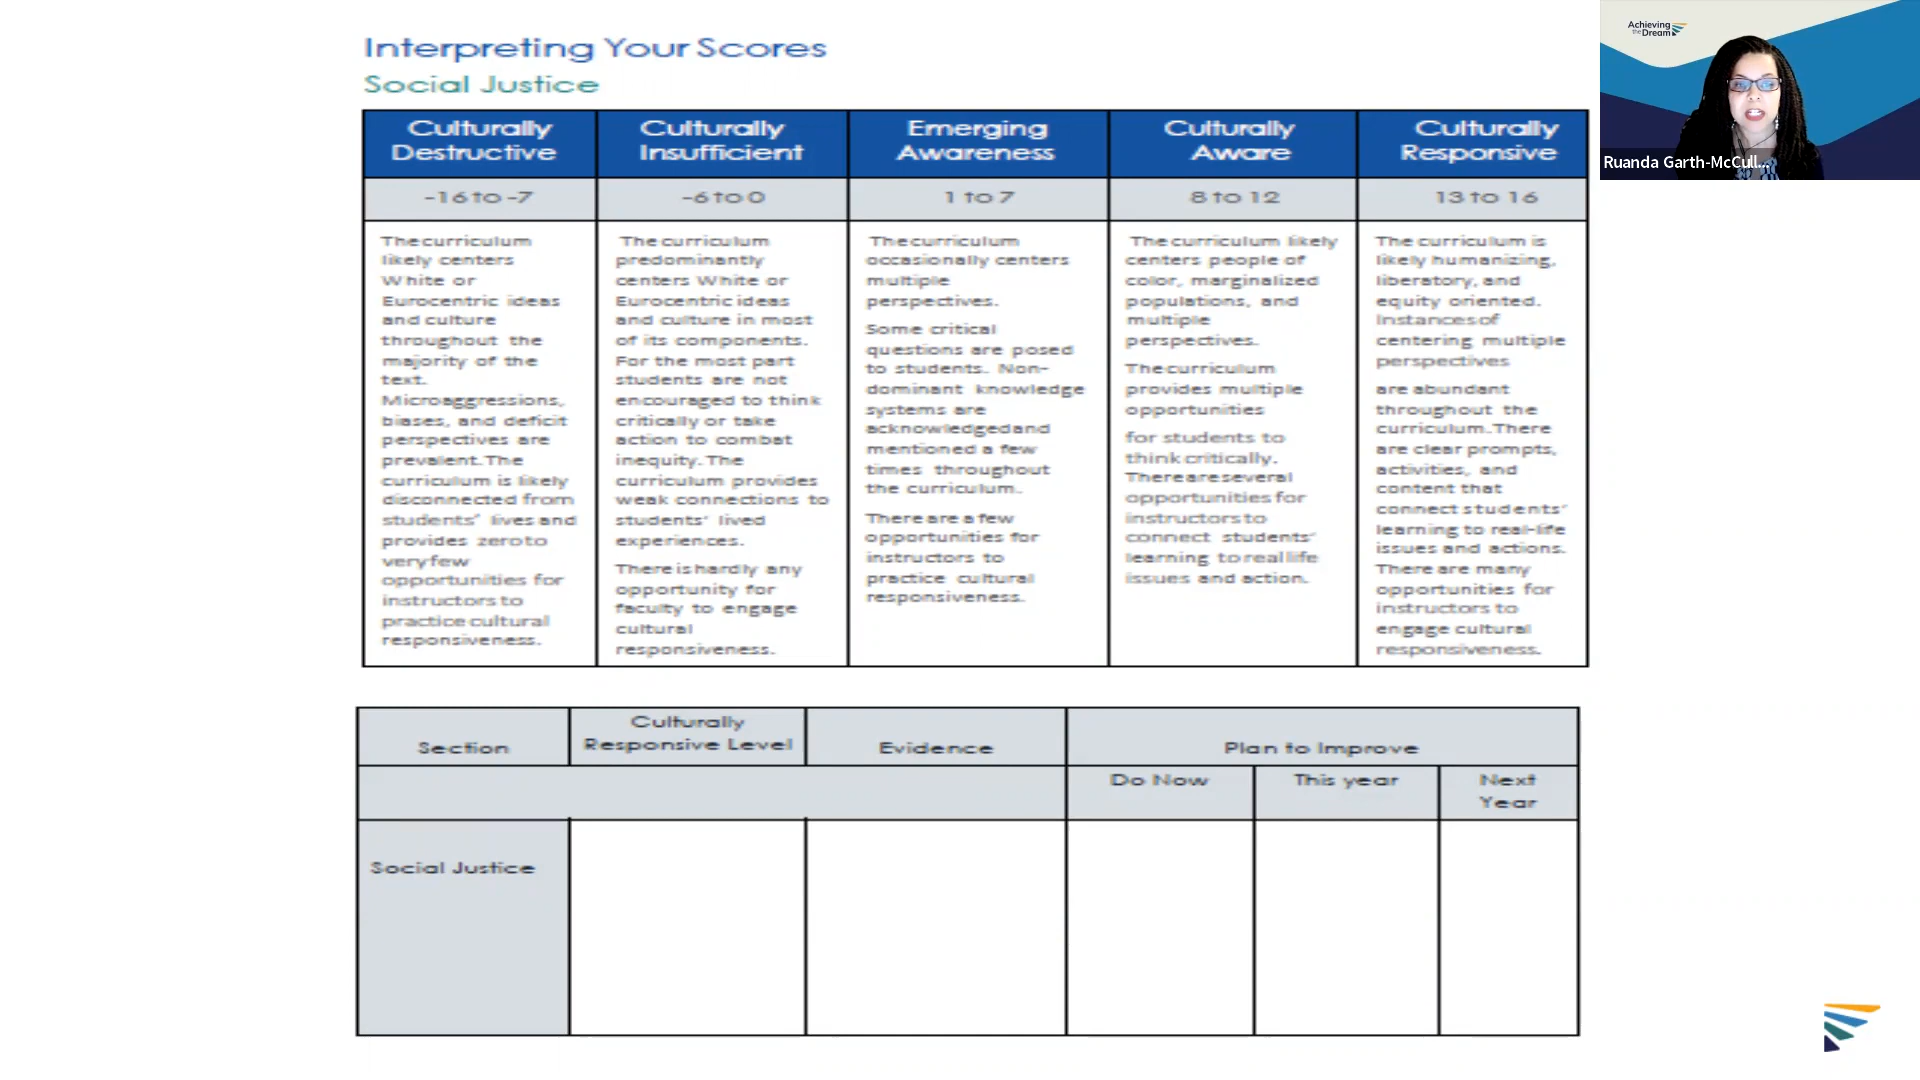 Interpreting Your Scores
Social Justice
Culturally
Destructive
Culturally
Insufficient
Emerging
Awareness
Culturally
Aware
Culturally
Responsive
-16 to -7
-6 to 0
1 to 7
8 to 12
13 to 16
The curriculum
likely centers
White or
Eurocentric ideas
and culture
throughout the
majority of the
text.
Microaggressions,
biases, and deficit
perspectives are
prevalent. The
curriculum is likely
disconnected from
students' lives and
provides zero to
very few
opportunities for
instructors to
practice cultural
responsiveness.
The curriculum
predominantly
centers White or
Eurocentric ideas
and culture in most
of its components.
For the most part
students are not
encouraged to think
critically or take
action to combat
inequity. The
curriculum provides
weak connections to
students' lived
experiences.
There is hardly any
opportunity for
faculty to engage
cultural
responsiveness.
The curriculum
occasionally centers
multiple
perspectives.
Some critical
questions are posed
to students. Non-
dominant knowledge
systems are
acknowledged and
mentioned a few
times throughout
the curriculum.
There are a few
opportunities for
instructors to
practice cultural
responsiveness.
The curriculum likely
centers people of
color, marginalized
populations, and
multiple
perspectives.
The curriculum
provides multiple
opportunities
for students to
think critically.
There are several
opportunities for
instructors to
connect students'
learning to real life
issues and action.
The curriculum is
likely humanizing,
liberatory, and
equity oriented.
Instances of
centering multiple
perspectives
are abundant
throughout the
curriculum. There
are clear prompts,
activities, and
content that
connect students'
learning to real-life
issues and actions.
There are many
opportunities for
instructors to
engage cultural
responsiveness.
Section
Culturally
Responsive Level
Evidence
Plan to Improve
Do Now
This year
Next
Year
Social Justice
Achieving
the Dream
Ruanda Garth-McCull...